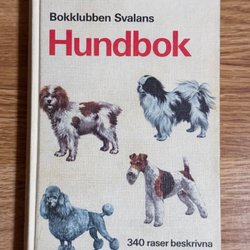 Bokklubben Svalans
Hundbok
340 raser beskrivna